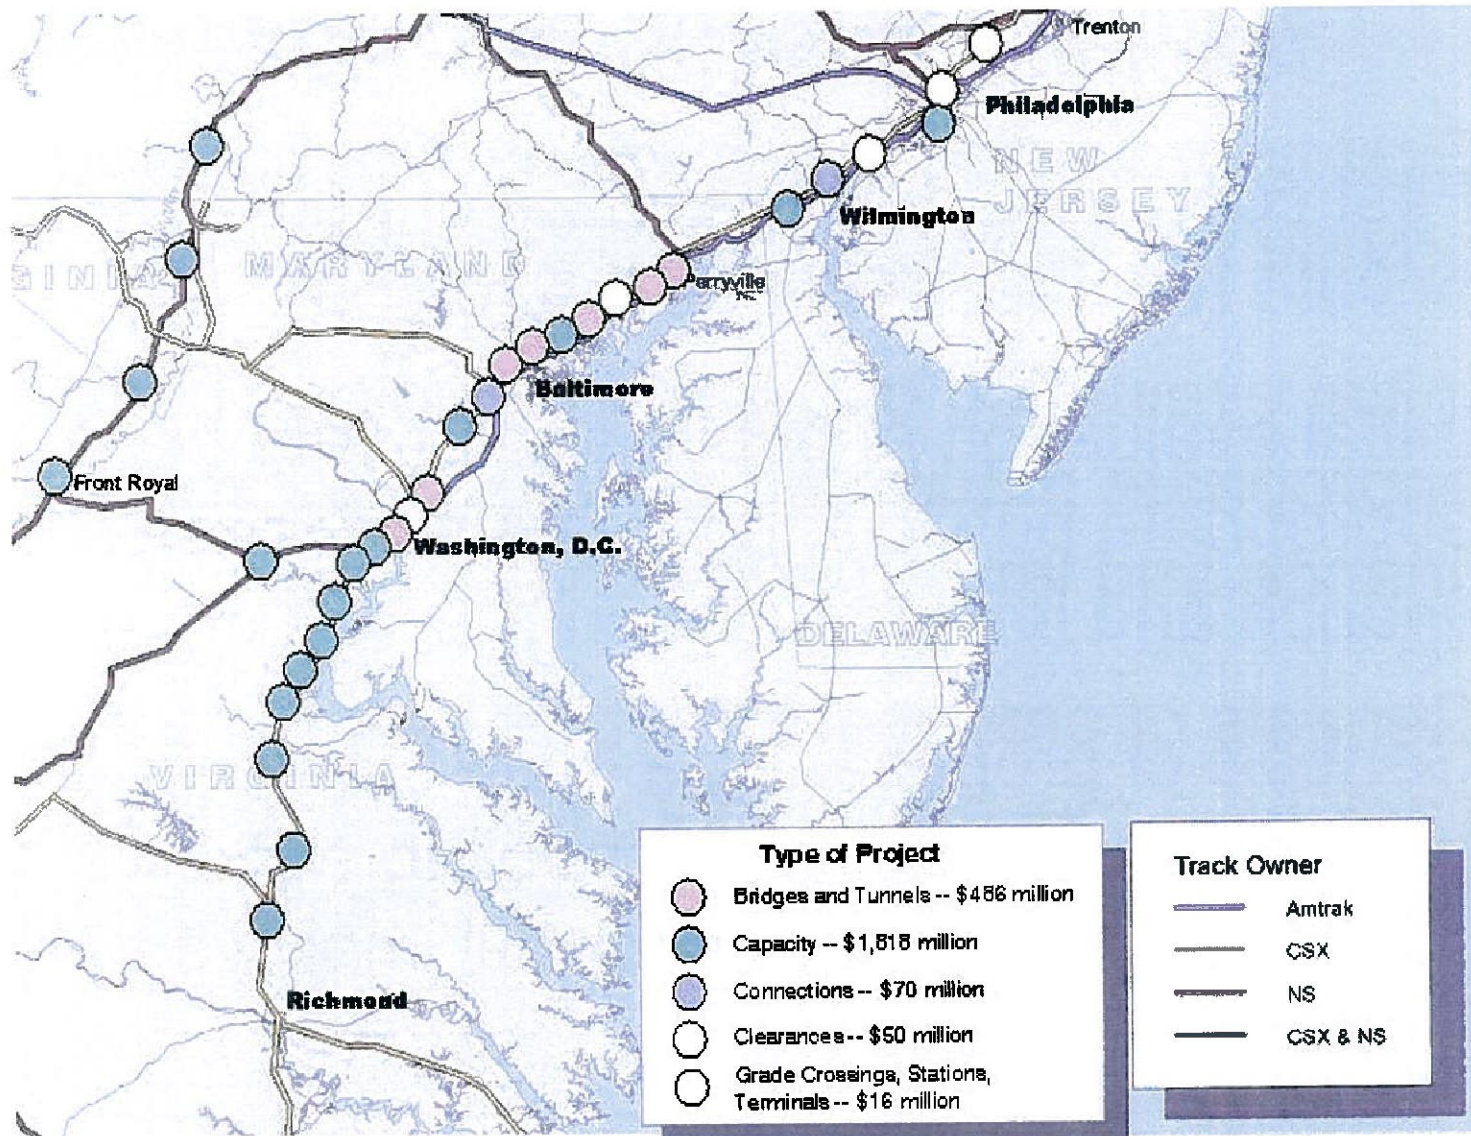 Trenton
Philadelphia
NEW
JERSEY
Wilmington
MARYLAND
GINIA
Perryville
Baltimore
Front Royal
Washington, D.C.
DELAWARE
VIRGINIA
Richmond
Type of Project
Bridges and Tunnels -- $486 million
Capacity -- $1,818 million
Connections -- $70 million
Clearances -- $50 million
Grade Crossings, Stations,
Terminals -- $16 million
Track Owner
Amtrak
CSX
NS
CSX & NS